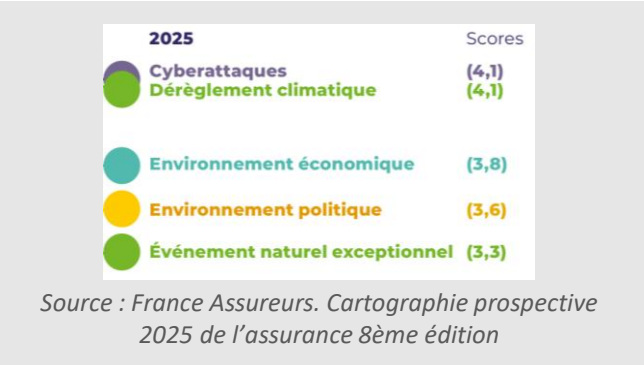 2025 Scores
Cyberattaques (4,1)
Dérèglement climatique (4,1)
Environnement économique (3,8)
Environnement politique (3,6)
Événement naturel exceptionnel (3,3)
Source : France Assureurs. Cartographie prospective
2025 de l’assurance 8ème édition